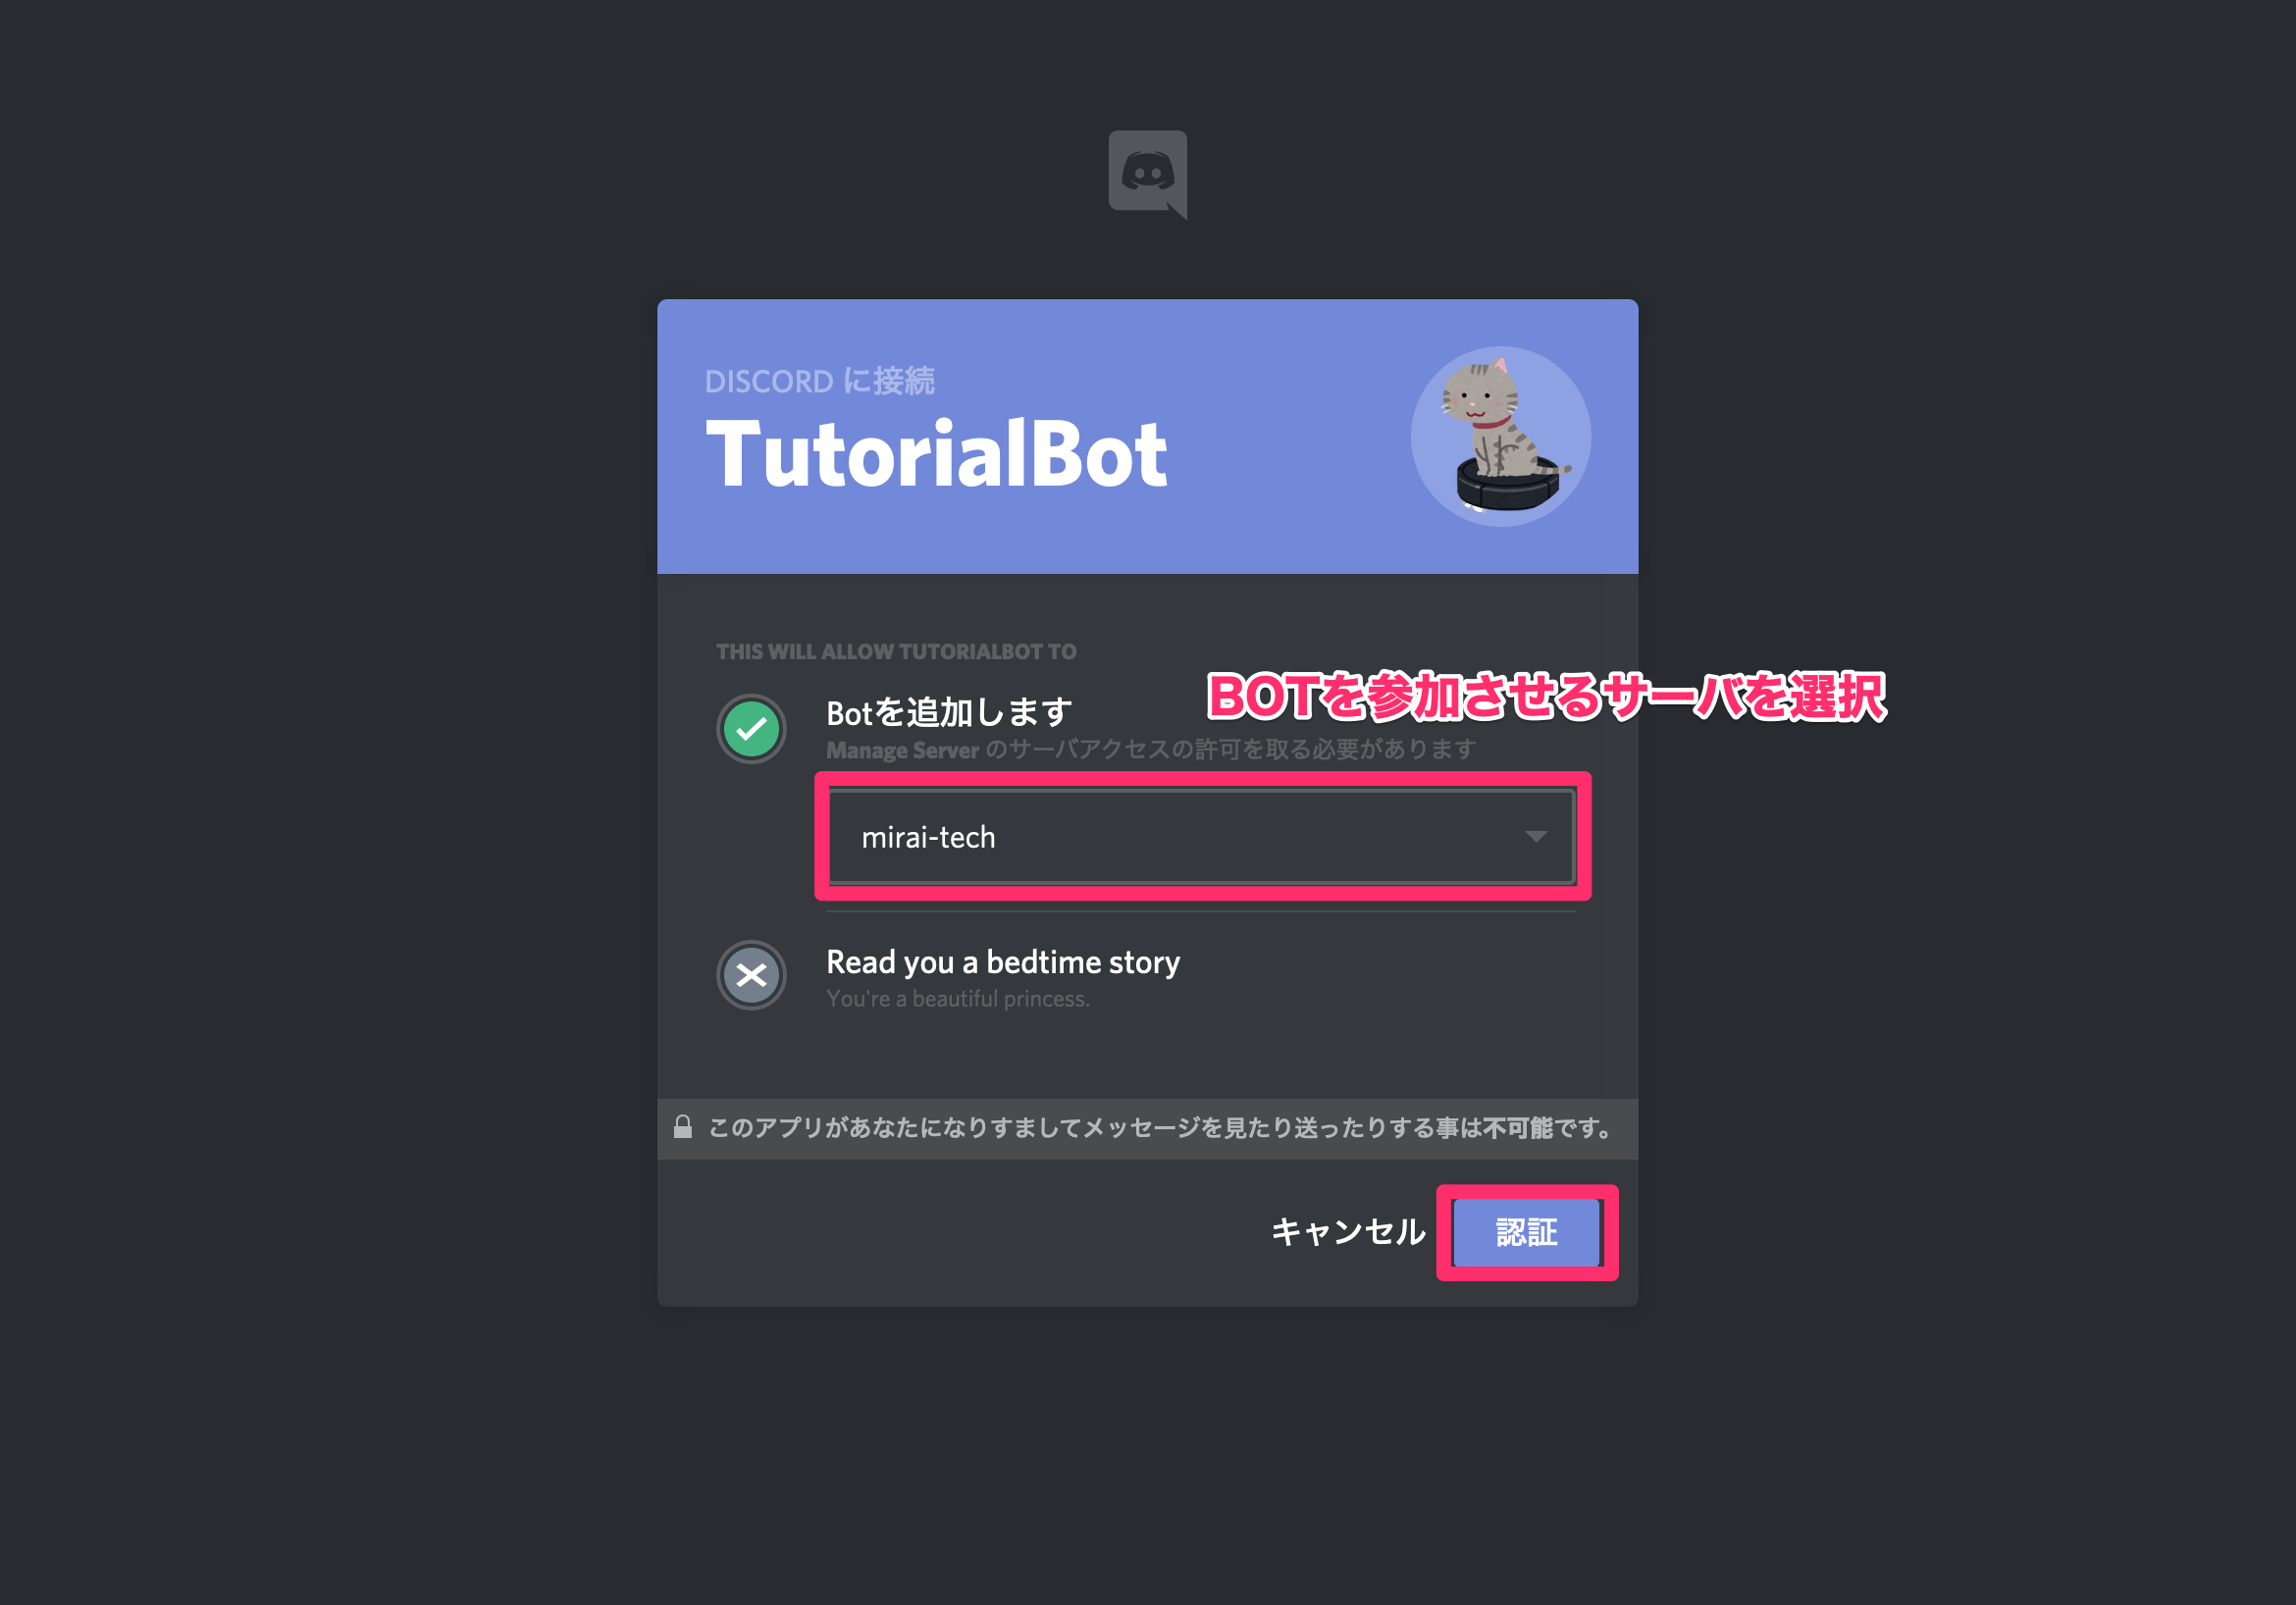 DISCORD に接続
TutorialBot
THIS WILL ALLOW TUTORIALBOT TO
BOTを参加させるサーバを選択
Botを追加します
Manage Server のサーバアクセスの許可を取る必要があります
mirai-tech
Read you a bedtime story
You're a beautiful princess.
このアプリがあなたになりすましてメッセージを見たり送ったりする事は不可能です。
キャンセル
認証